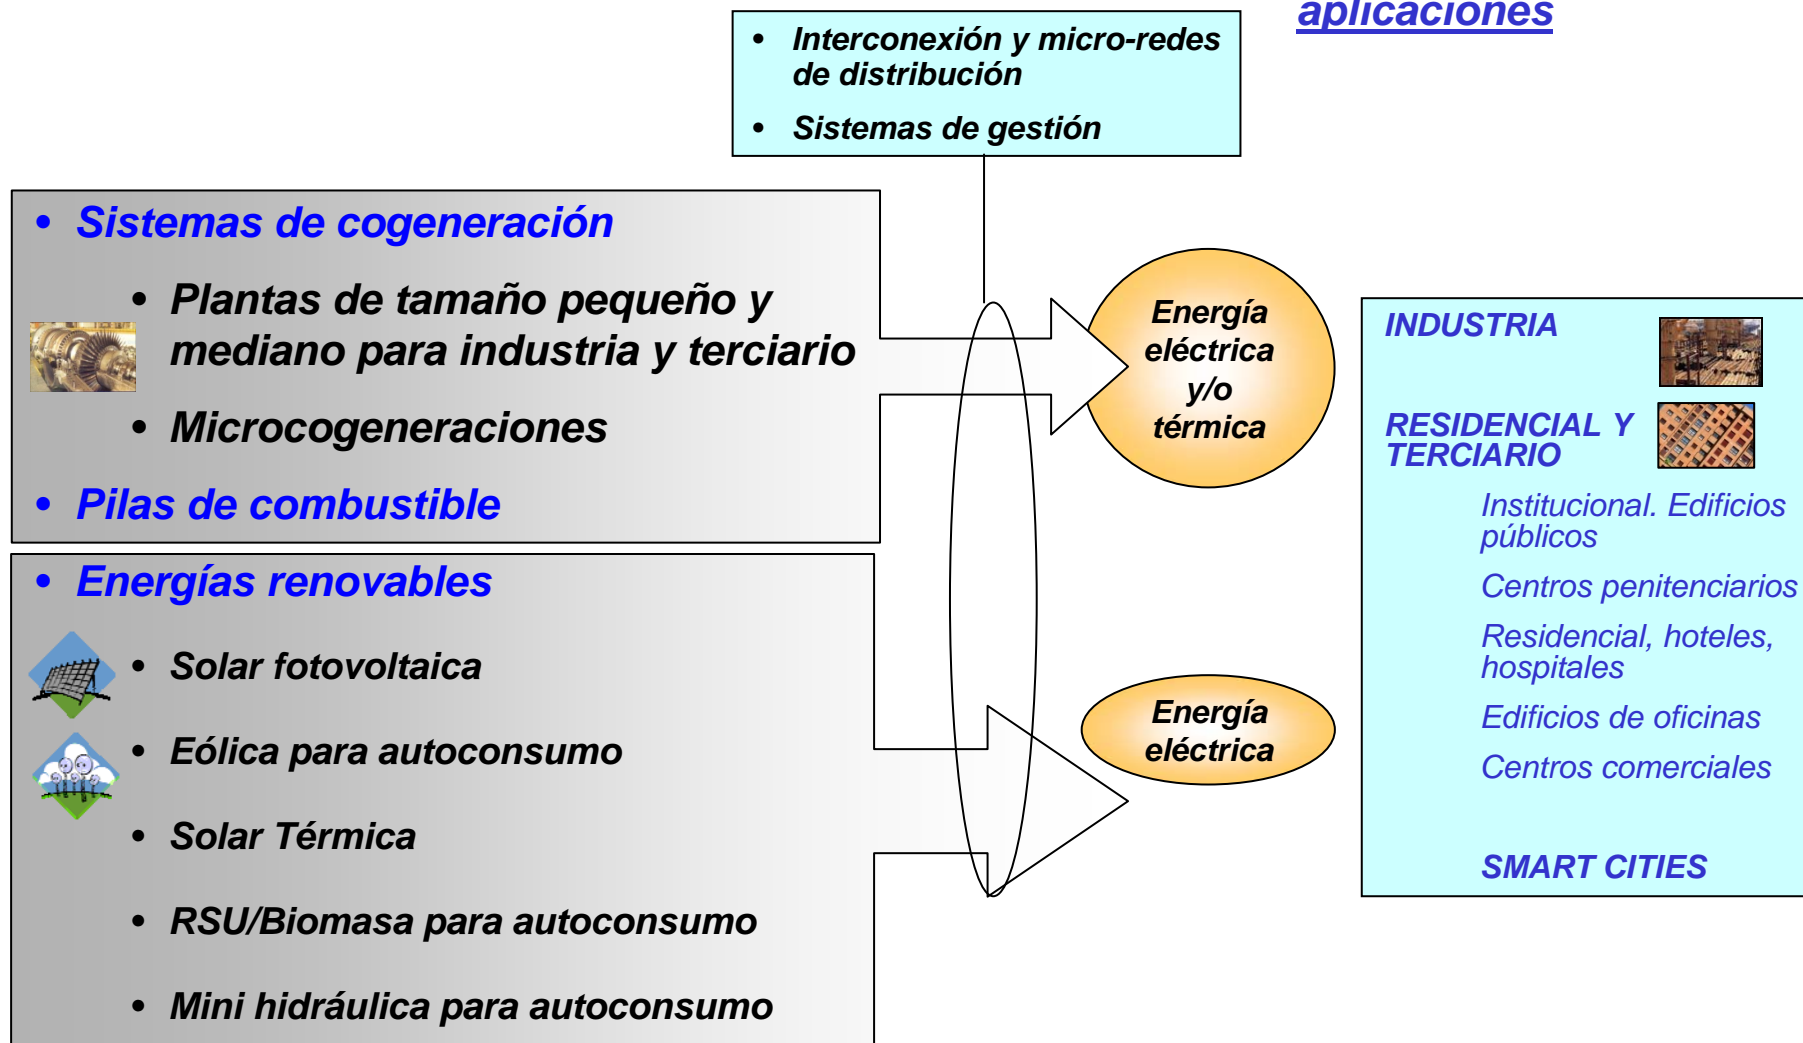 aplicaciones
• Interconexión y micro-redes
de distribución
• Sistemas de gestión
• Sistemas de cogeneración
• Plantas de tamaño pequeño y
mediano para industria y terciario
• Microcogeneraciones
• Pilas de combustible
• Energías renovables
• Solar fotovoltaica
• Eólica para autoconsumo
• Solar Térmica
• RSU/Biomasa para autoconsumo
• Mini hidráulica para autoconsumo
Energía
eléctrica
y/o
térmica
Energía
eléctrica
INDUSTRIA
RESIDENCIAL Y
TERCIARIO
Institucional. Edificios
públicos
Centros penitenciarios
Residencial, hoteles,
hospitales
Edificios de oficinas
Centros comerciales
SMART CITIES